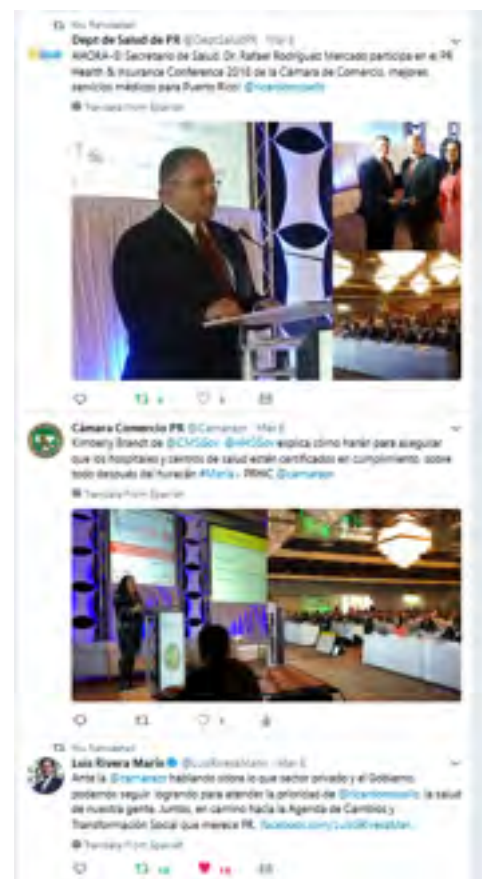 You Retweeted
Dept de Salud de PR @DeptSaludPR · Mar 6
AHORA-El Secretario de Salud, Dr. Rafael Rodríguez Mercado participa en el PR
Health & Insurance Conference 2018 de la Cámara de Comercio, mejores
servicios médicos para Puerto Rico! @ricardorossello
Translate from Spanish
Cámara Comercio PR @Camarapr · Mar 6
Kimberly Brandt de @CMSGov @HHSGov explica cómo harán para asegurar
que los hospitales y centros de salud estén certificados en cumplimiento sobre
todo después del huracán #María - PRHIC @camarapr
Translate from Spanish
You Retweeted
Luis Rivera Marín @LuisRiveraMarin · Mar 6
Ante la @camarapr hablando sobre lo que sector privado y el Gobierno
podemos seguir logrando para atender la prioridad de @ricardorossello la salud
de nuestra gente. Juntos, en camino hacia la Agenda de Cambios y
Transformación Social que merece PR.
Translate from Spanish